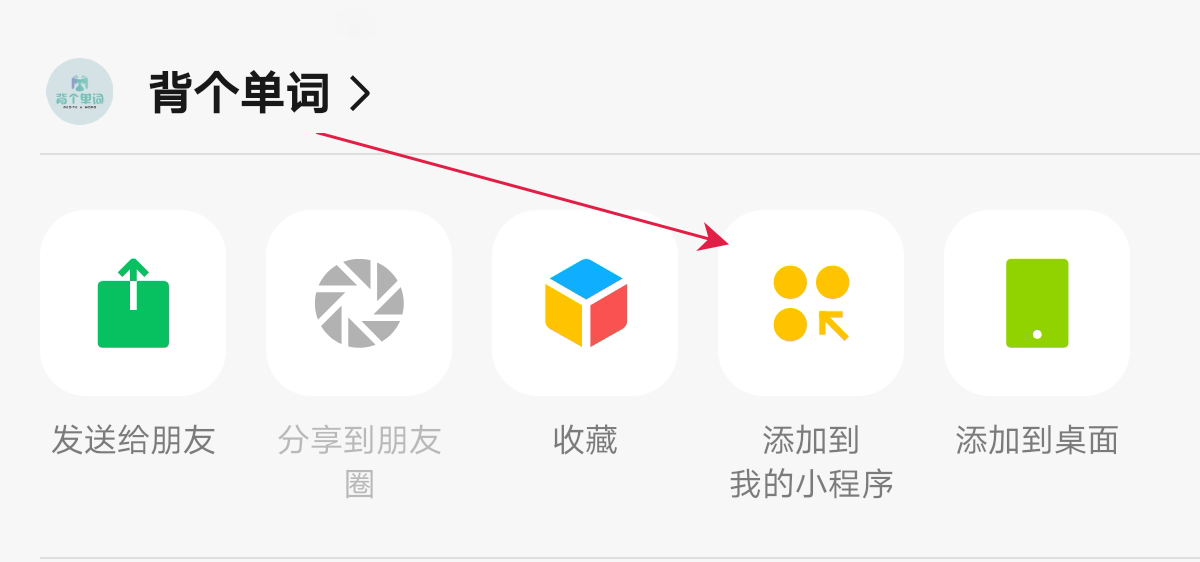 背个单词
背个单词
发送给朋友
分享到朋友
圈
收藏
添加到
我的小程序
添加到桌面